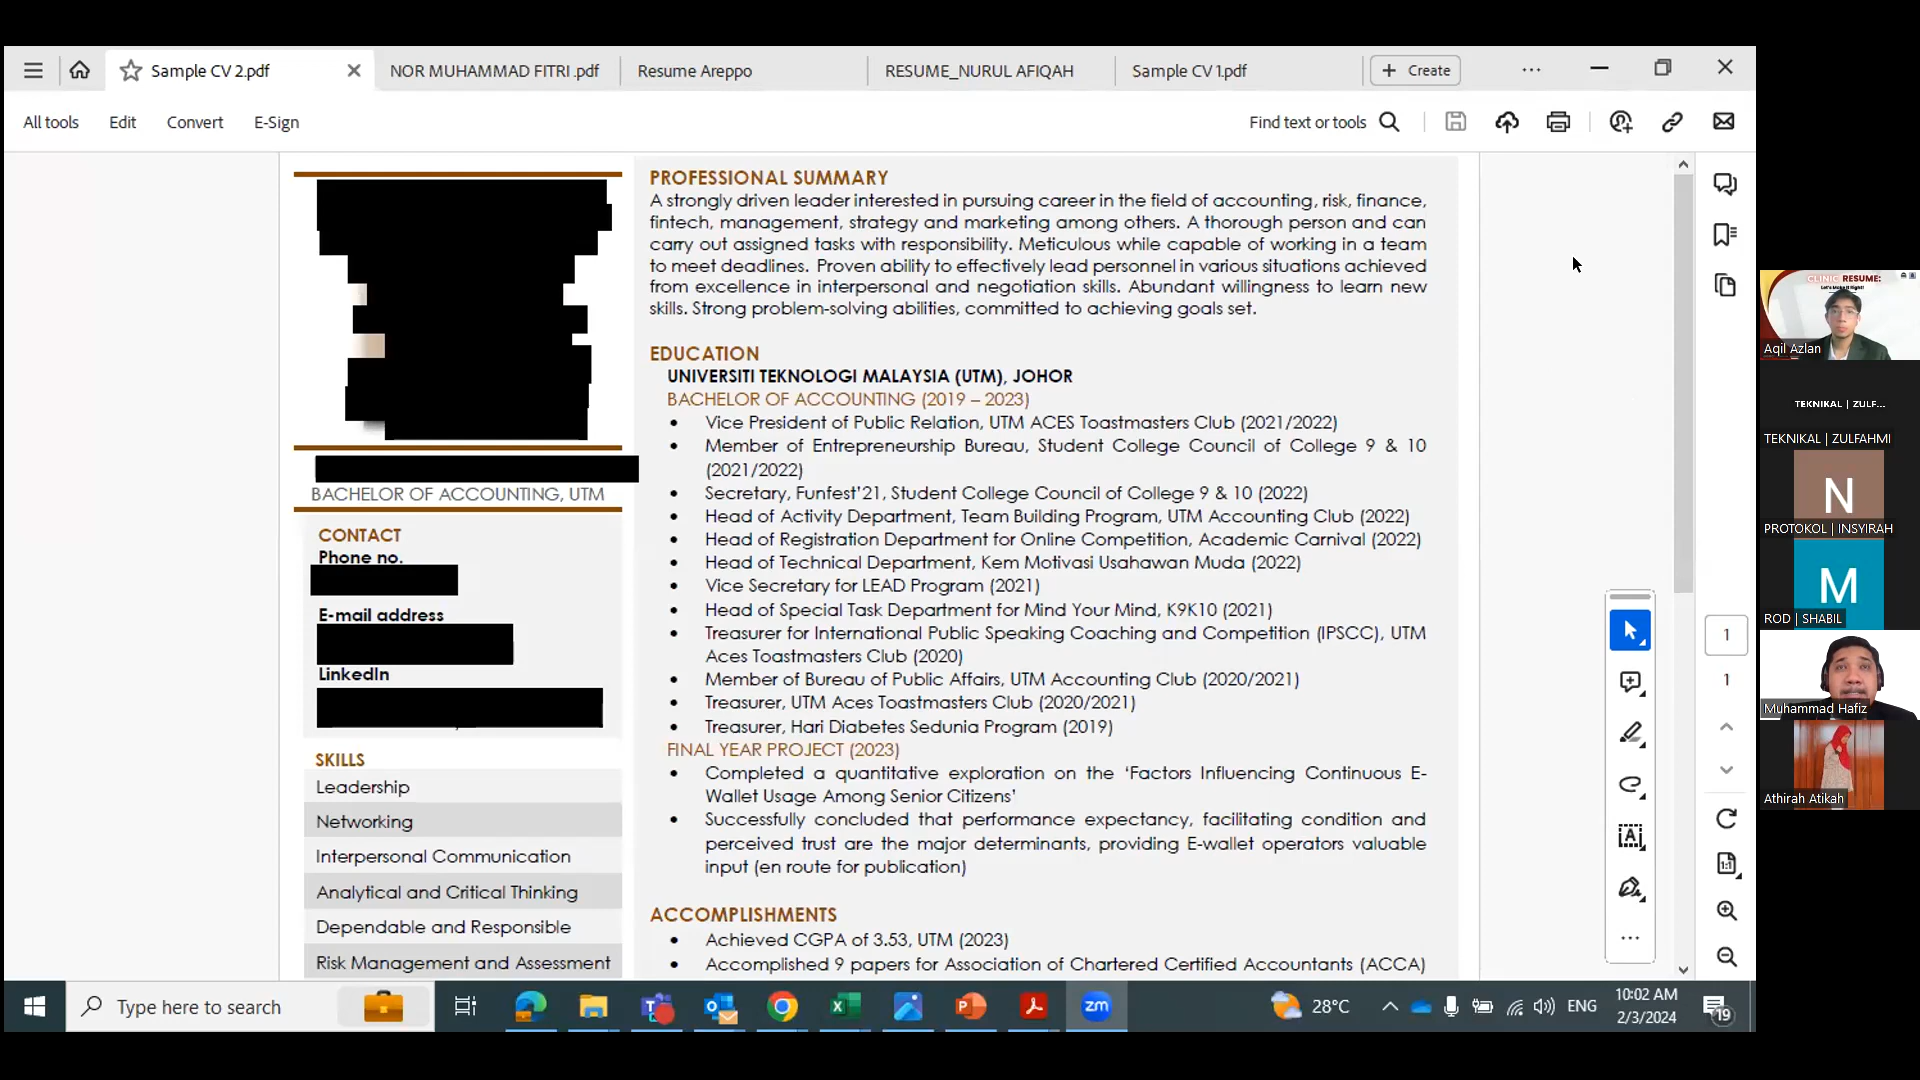 Sample CV 2.pdf
NOR MUHAMMAD FITRI .pdf
Resume Areppo
RESUME_NURUL AFIQAH
Sample CV 1.pdf
Create
All tools
Edit
Convert
E-Sign
Find text or tools
BACHELOR OF ACCOUNTING, UTM
CONTACT
Phone no.
E-mail address
LinkedIn
SKILLS
Leadership
Networking
Interpersonal Communication
Analytical and Critical Thinking
Dependable and Responsible
Risk Management and Assessment
PROFESSIONAL SUMMARY
A strongly driven leader interested in pursuing career in the field of accounting, risk, finance,
fintech, management, strategy and marketing among others. A thorough person and can
carry out assigned tasks with responsibility. Meticulous while capable of working in a team
to meet deadlines. Proven ability to effectively lead personnel in various situations achieved
from excellence in interpersonal and negotiation skills. Abundant willingness to learn new
skills. Strong problem-solving abilities, committed to achieving goals set.
EDUCATION
UNIVERSITI TEKNOLOGI MALAYSIA (UTM), JOHOR
BACHELOR OF ACCOUNTING (2019 – 2023)
• Vice President of Public Relation, UTM ACES Toastmasters Club (2021/2022)
• Member of Entrepreneurship Bureau, Student College Council of College 9 & 10
(2021/2022)
• Secretary, Funfest’21, Student College Council of College 9 & 10 (2022)
• Head of Activity Department, Team Building Program, UTM Accounting Club (2022)
• Head of Registration Department for Online Competition, Academic Carnival (2022)
• Head of Technical Department, Kem Motivasi Usahawan Muda (2022)
• Vice Secretary for LEAD Program (2021)
• Head of Special Task Department for Mind Your Mind, K9K10 (2021)
• Treasurer for International Public Speaking Coaching and Competition (IPSCC), UTM
Aces Toastmasters Club (2020)
• Member of Bureau of Public Affairs, UTM Accounting Club (2020/2021)
• Treasurer, UTM Aces Toastmasters Club (2020/2021)
• Treasurer, Hari Diabetes Sedunia Program (2019)
FINAL YEAR PROJECT (2023)
• Completed a quantitative exploration on the ‘Factors Influencing Continuous E-
Wallet Usage Among Senior Citizens’
• Successfully concluded that performance expectancy, facilitating condition and
perceived trust are the major determinants, providing E-wallet operators valuable
input (en route for publication)
ACCOMPLISHMENTS
• Achieved CGPA of 3.53, UTM (2023)
• Accomplished 9 papers for Association of Chartered Certified Accountants (ACCA)
1
1
1:1
CLINIC RESUME:
Let's Make It Right!
Aqil Azlan
TEKNIKAL | ZULF...
TEKNIKAL | ZULFAHMI
N
PROTOKOL | INSYIRAH
M
ROD | SHABIL
Muhammad Hafiz
Athirah Atikah
Type here to search
zm
28°C
ENG
10:02 AM
2/3/2024
19